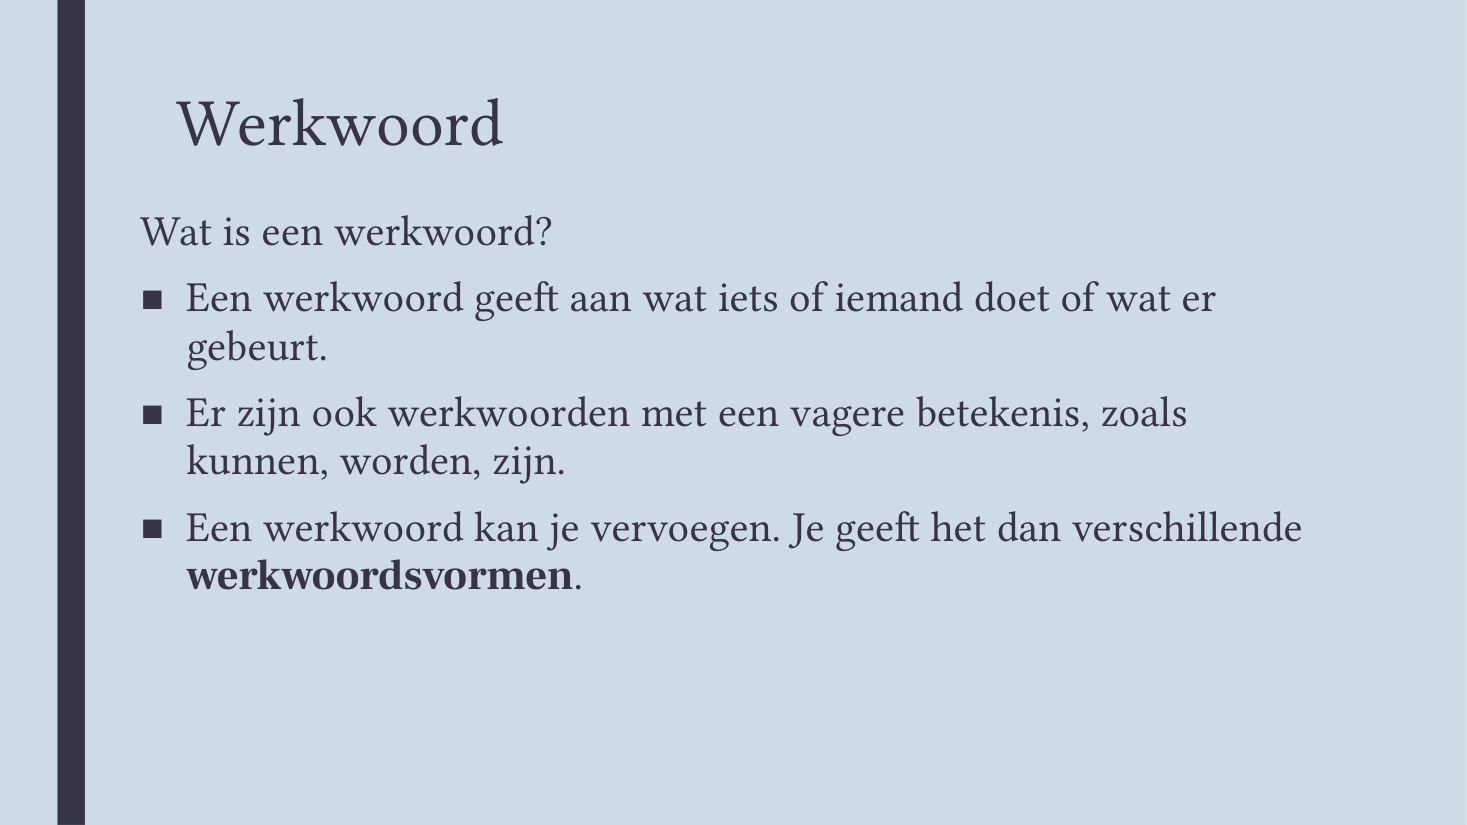 Werkwoord
Wat is een werkwoord?
■ Een werkwoord geeft aan wat iets of iemand doet of wat er
gebeurt.
■ Er zijn ook werkwoorden met een vagere betekenis, zoals
kunnen, worden, zijn.
■ Een werkwoord kan je vervoegen. Je geeft het dan verschillende
werkwoordsvormen.